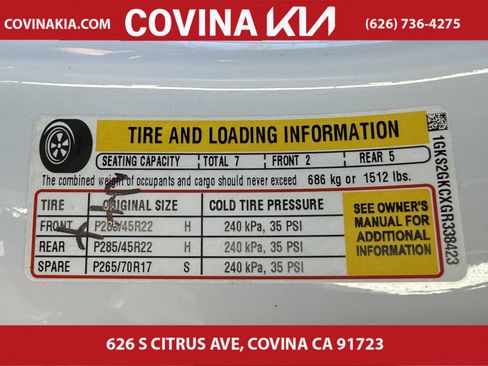 COVINAKIA.COM COVINA KIA (626) 736-4275
TIRE AND LOADING INFORMATION
SEATING CAPACITY TOTAL 7 FRONT 2 REAR 5
The combined weight of occupants and cargo should never exceed 686 kg or 1512 lbs.
TIRE ORIGINAL SIZE COLD TIRE PRESSURE
FRONT P285/45R22 H 240 kPa, 35 PSI
REAR P285/45R22 H 240 kPa, 35 PSI
SPARE P265/70R17 S 240 kPa, 35 PSI
SEE OWNER'S
MANUAL FOR
ADDITIONAL
INFORMATION
1GKS2GKCXGR338423
626 S CITRUS AVE, COVINA CA 91723